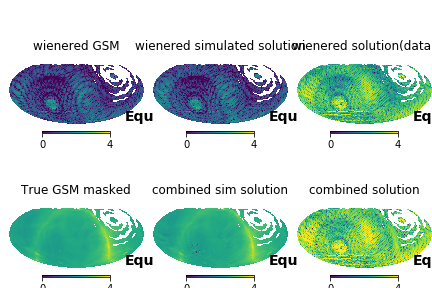 wienered GSM wienered simulated solution wienered solution(data
Equ Equ Eq
0 4 0 4 0 4
True GSM masked combined sim solution combined solution
Equ Equ Eq
0 4 0 4 0 4